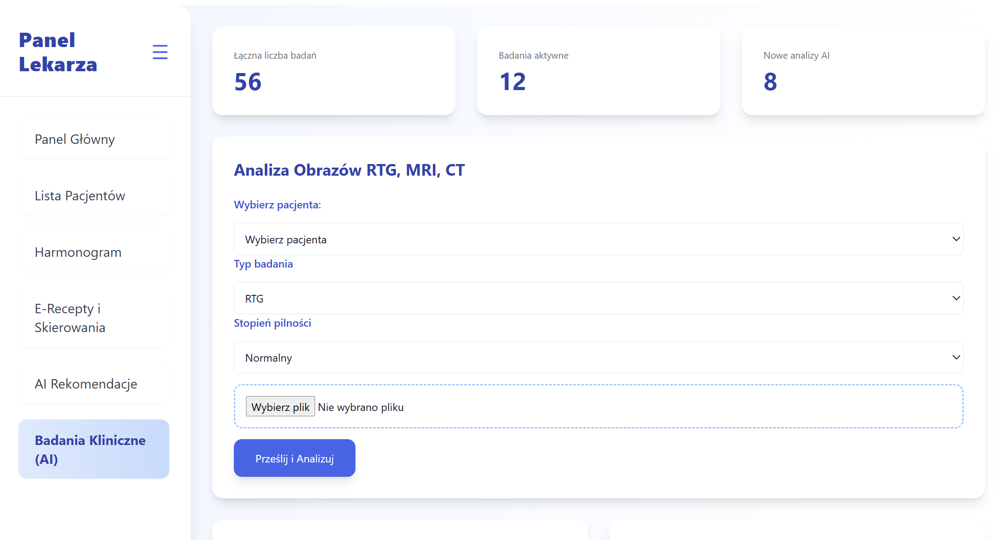 Panel
Lekarza
Panel Główny
Lista Pacjentów
Harmonogram
E-Recepty i
Skierowania
AI Rekomendacje
Badania Kliniczne
(AI)
Łączna liczba badań
56
Badania aktywne
12
Nowe analizy AI
8
Analiza Obrazów RTG, MRI, CT
Wybierz pacjenta:
Wybierz pacjenta
Typ badania
RTG
Stopień pilności
Normalny
Wybierz plik Nie wybrano pliku
Prześlij i Analizuj